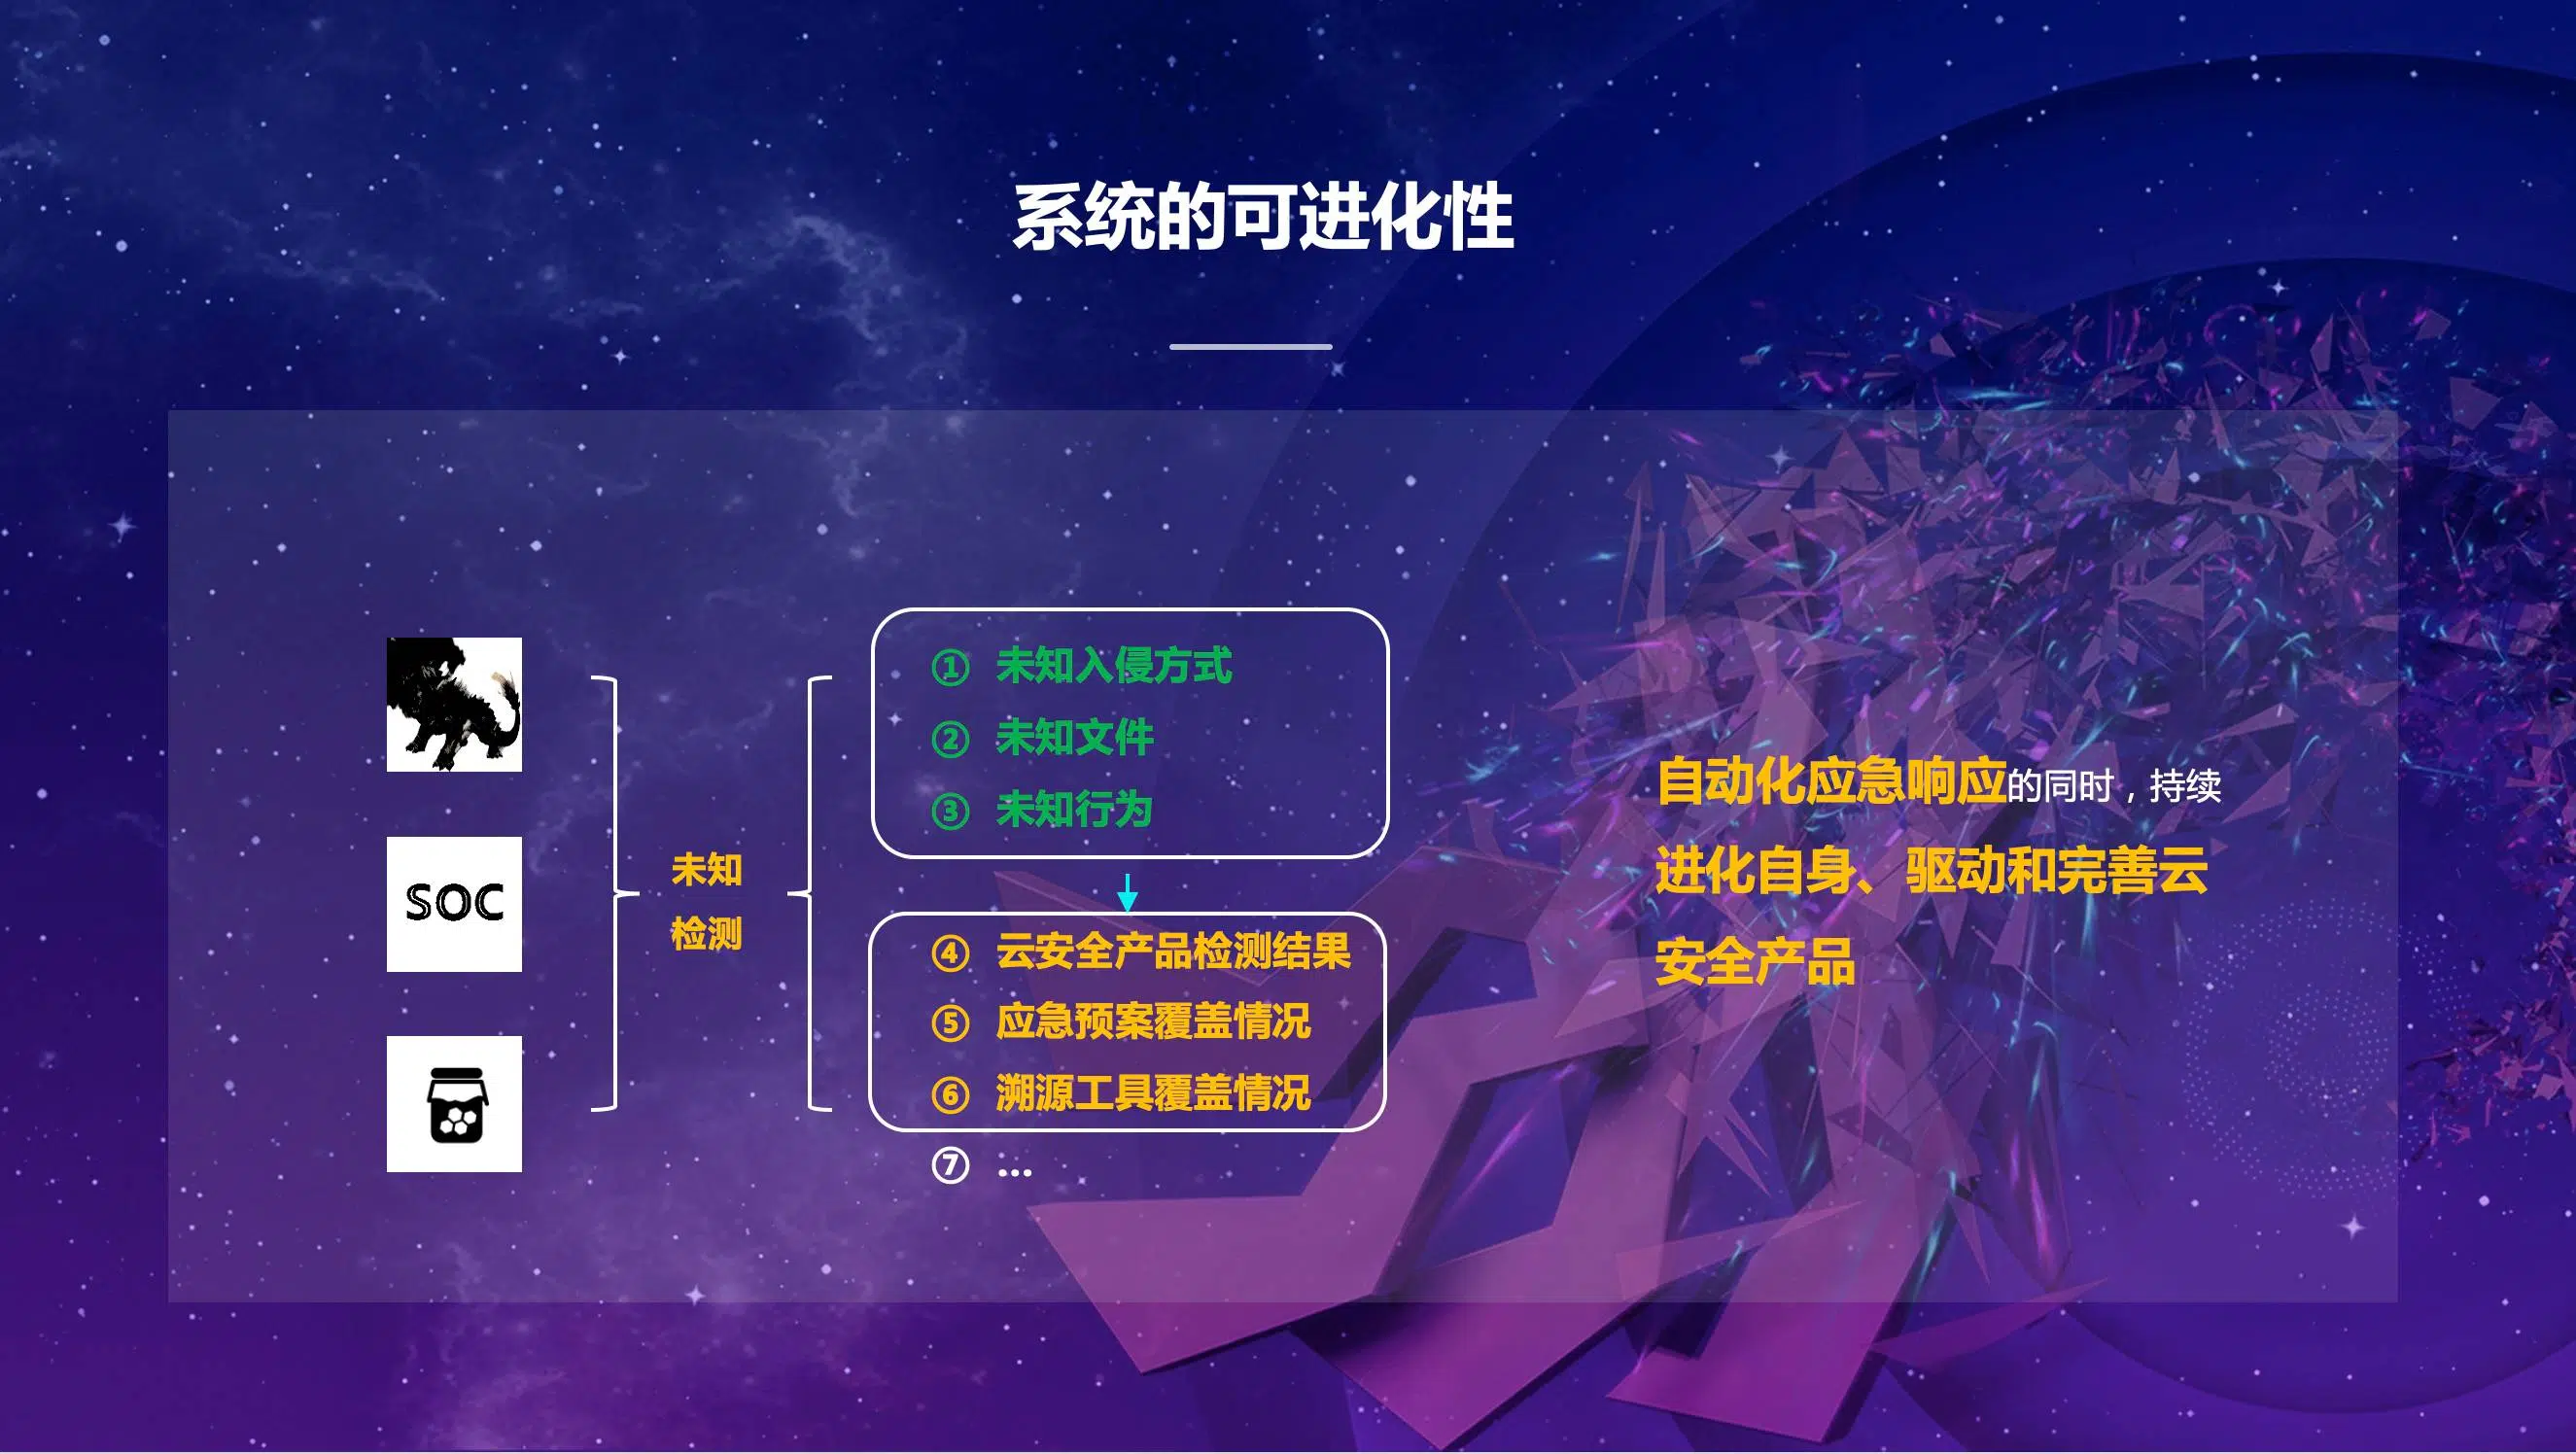 系统的可进化性
SOC
未知
检测
① 未知入侵方式
② 未知文件
③ 未知行为
④ 云安全产品检测结果
⑤ 应急预案覆盖情况
⑥ 溯源工具覆盖情况
⑦ ...
自动化应急响应的同时，持续
进化自身、驱动和完善云
安全产品